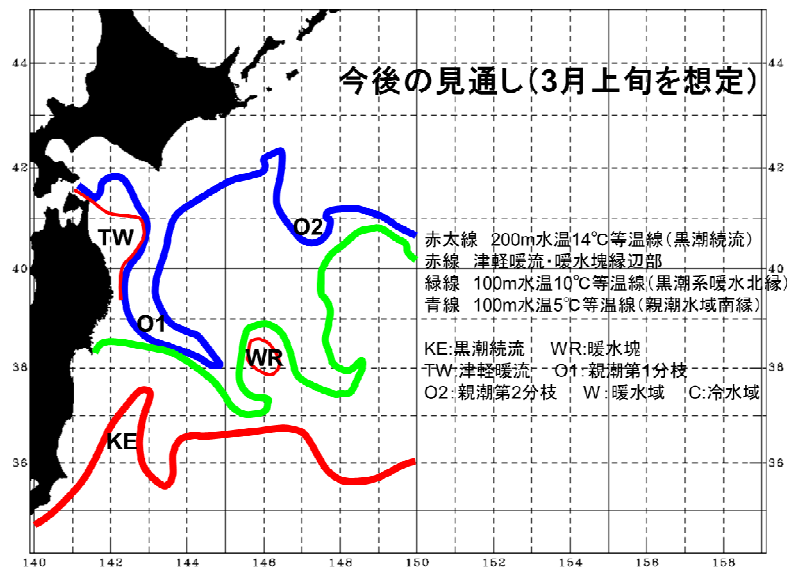 今後の見通し(3月上旬を想定)
44
44
42
42
O2
TW
赤太線 200m水温14℃等温線(黒潮続流)
赤線 津軽暖流・暖水塊縁辺部
緑線 100m水温10℃等温線(黒潮系暖水北縁)
青線 100m水温5℃等温線(親潮水域南縁)
40
40
O1
KE:黒潮続流 WR:暖水塊
TW:津軽暖流 O1:親潮第1分枝
O2:親潮第2分枝 W:暖水域 C:冷水域
38
38
WR
KE
36
36
140 142 144 146 148 150 152 154 156 158